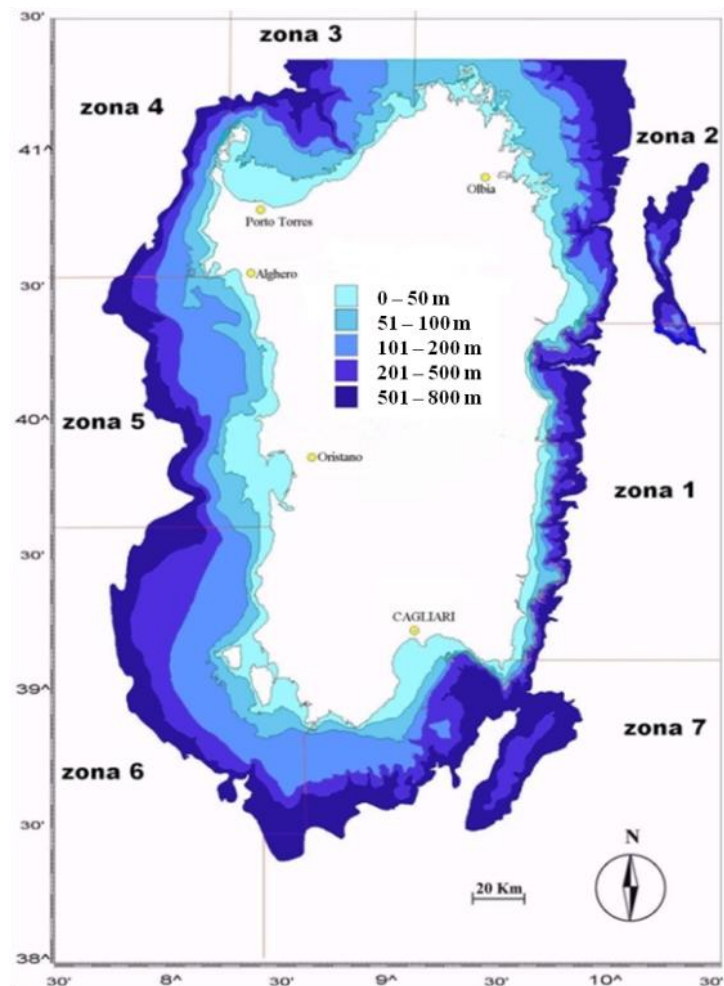 30'
zona 3
zona 4
41^
zona 2
Olbia
Porto Torres
30'
Alghero
0 – 50 m
51 – 100 m
101 – 200 m
201 – 500 m
501 – 800 m
40^
zona 5
Oristano
zona 1
30'
CAGLIARI
39^
zona 7
zona 6
30'
N
20 Km
38^
30' 8^ 30' 9^ 30' 10^ 30'